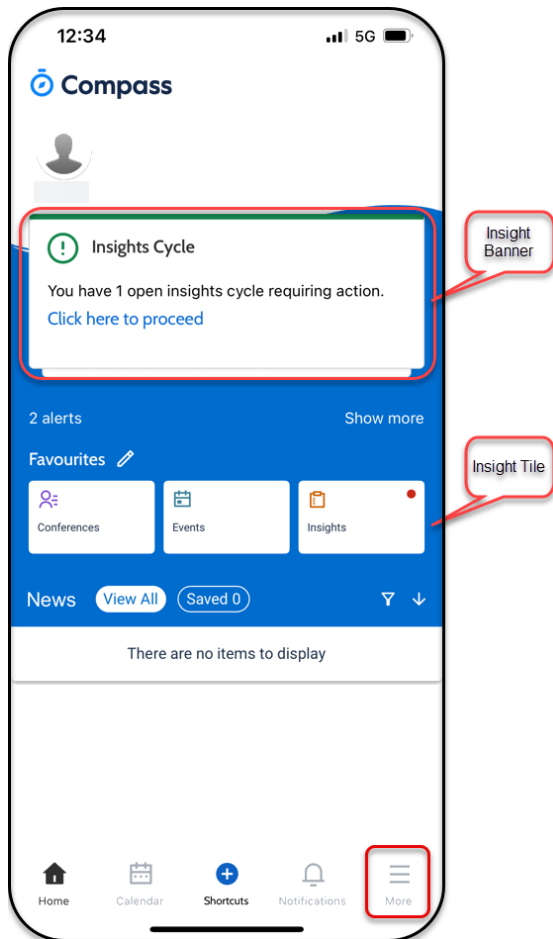 12:34
5G
Compass
Insights Cycle
You have 1 open insights cycle requiring action.
Click here to proceed
Insight
Banner
2 alerts
Show more
Favourites
Insight Tile
Conferences
Events
Insights
News
View All
Saved 0
There are no items to display
Home
Calendar
Shortcuts
Notifications
More